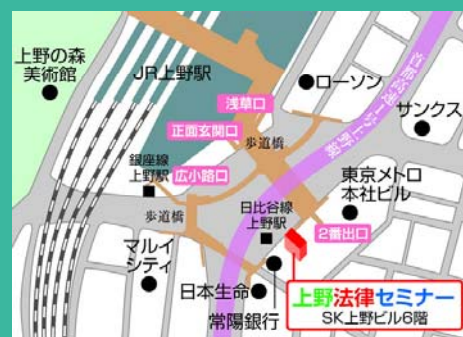 上野の森
美術館
JR上野駅
ローソン
浅草口
首都高速1号上野線
サンクス
正面玄関口
歩道橋
銀座線
上野駅
広小路口
東京メトロ
本社ビル
歩道橋
日比谷線
上野駅
2番出口
マルイ
シティ
日本生命
常陽銀行
上野法律セミナー
SK上野ビル6階